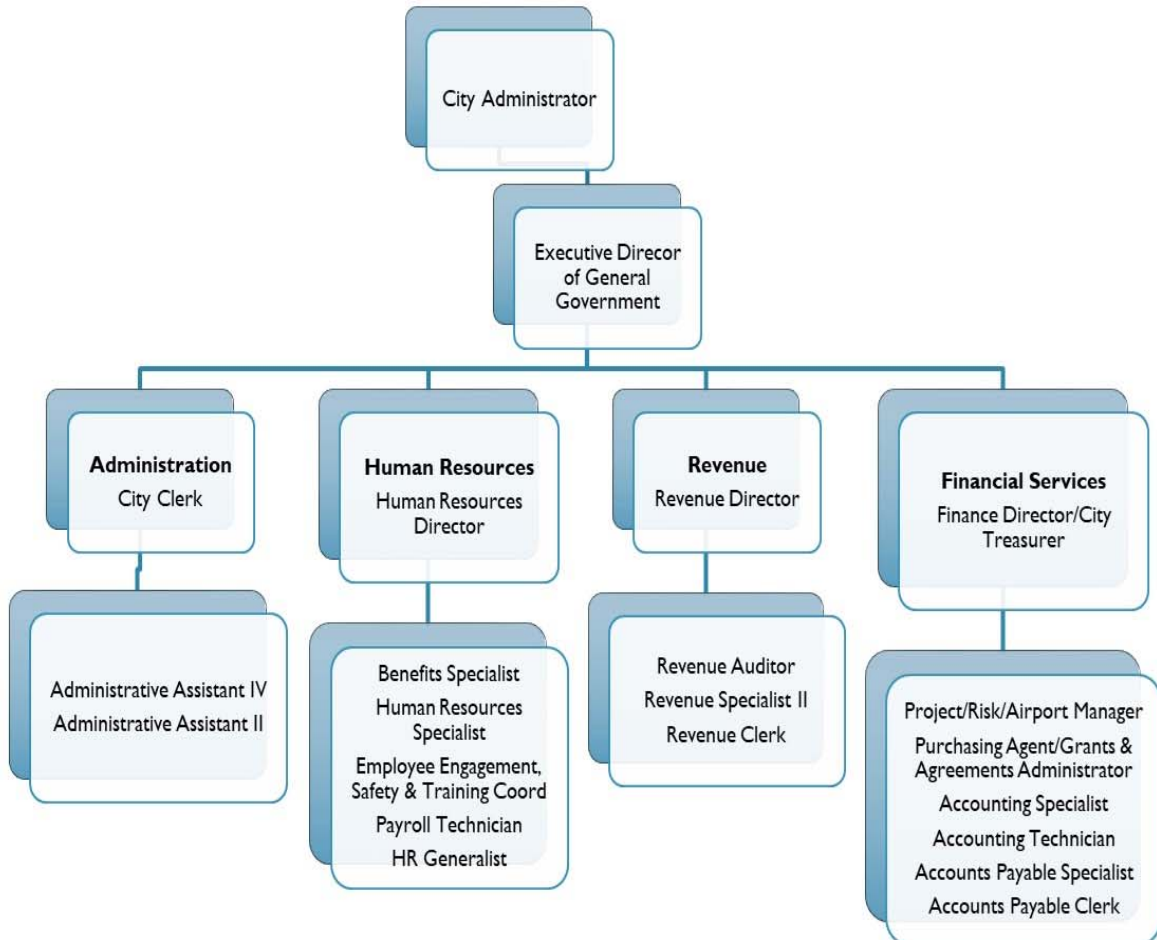 City Administrator
Executive Direcor
of General
Government
Administration
City Clerk
Human Resources
Human Resources
Director
Revenue
Revenue Director
Financial Services
Finance Director/City
Treasurer
Administrative Assistant IV
Administrative Assistant II
Benefits Specialist
Human Resources
Specialist
Employee Engagement,
Safety & Training Coord
Payroll Technician
HR Generalist
Revenue Auditor
Revenue Specialist II
Revenue Clerk
Project/Risk/Airport Manager
Purchasing Agent/Grants &
Agreements Administrator
Accounting Specialist
Accounting Technician
Accounts Payable Specialist
Accounts Payable Clerk